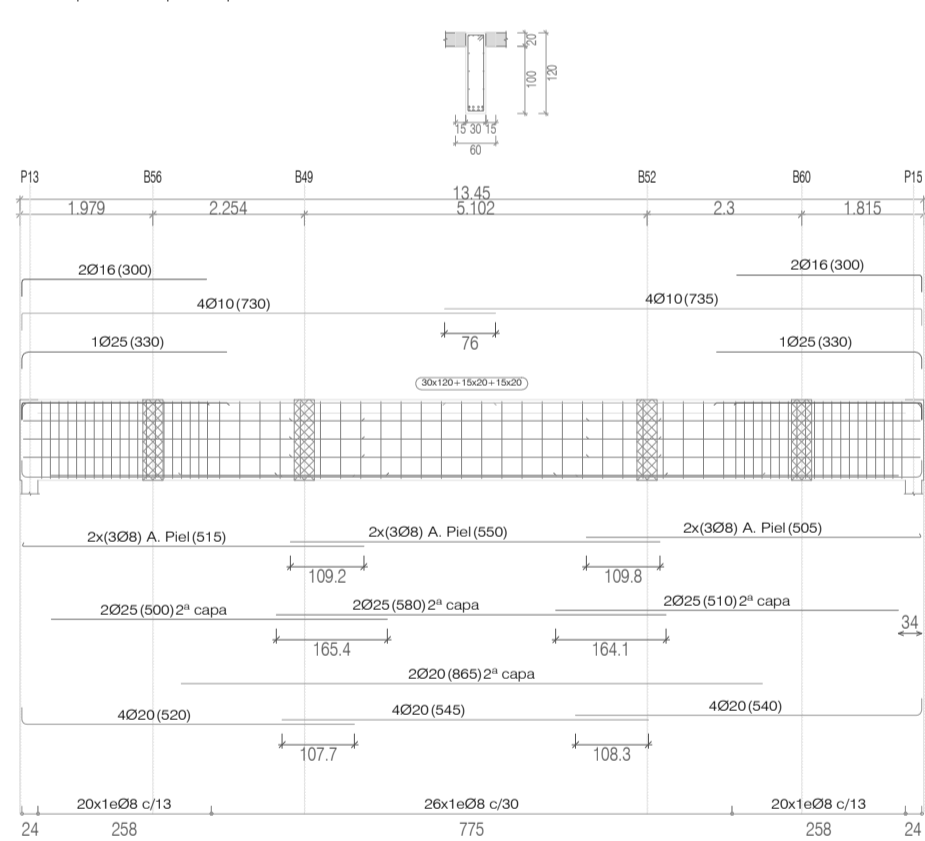 20
100
120
15 30 15
60
P13 B56 B49 B52 B60 P15
13.45
1.979 2.254 5.102 2.3 1.815
2Ø16(300) 2Ø16(300)
4Ø10(730) 4Ø10(735)
76
1Ø25(330) 1Ø25(330)
30x120+15x20+15x20
2x(3Ø8) A. Piel(515) 2x(3Ø8) A. Piel(550) 2x(3Ø8) A. Piel(505)
109.2 109.8
2Ø25(500)2ª capa 2Ø25(580)2ª capa 2Ø25(510)2ª capa
165.4 164.1 34
2Ø20(865)2ª capa
4Ø20(520) 4Ø20(545) 4Ø20(540)
107.7 108.3
20x1eØ8 c/13 26x1eØ8 c/30 20x1eØ8 c/13
24 258 775 258 24